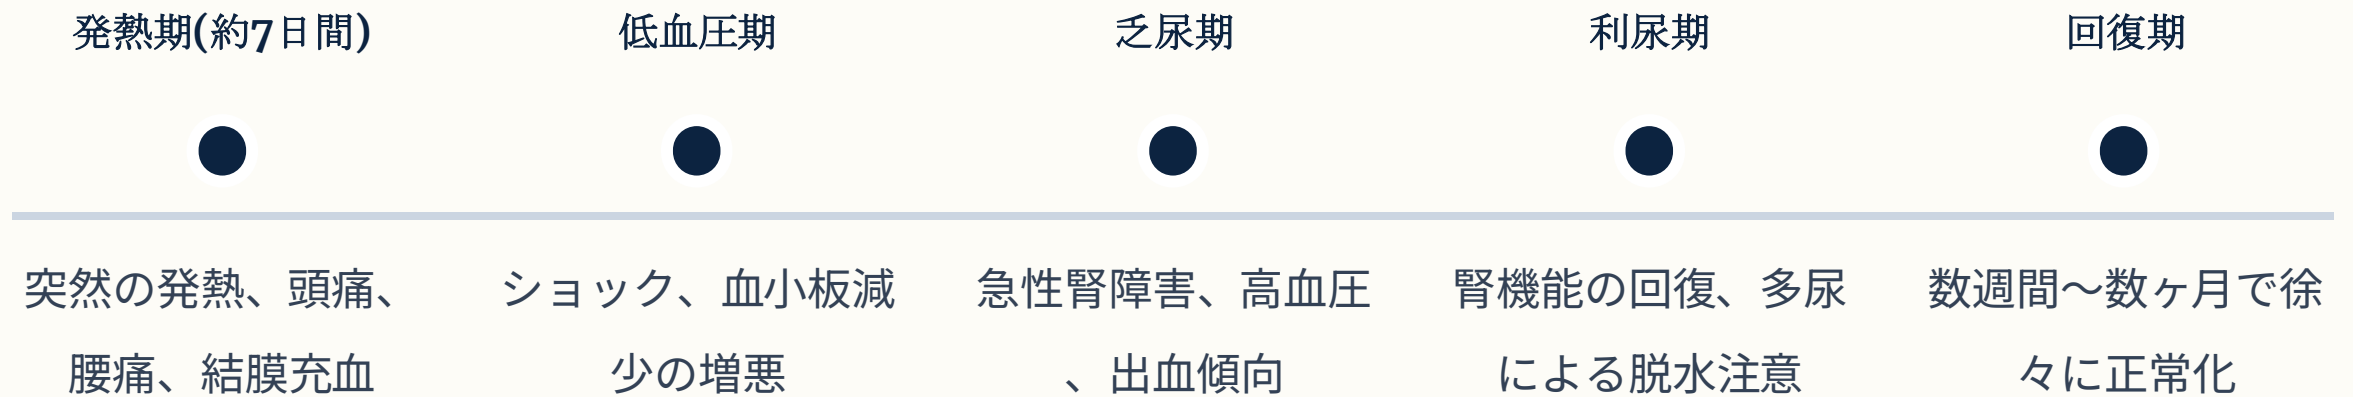 発熱期(約7日間)
低血圧期
乏尿期
利尿期
回復期
突然の発熱、頭痛、
腰痛、結膜充血
ショック、血小板減
少の増悪
急性腎障害、高血圧
、出血傾向
腎機能の回復、多尿
による脱水注意
数週間〜数ヶ月で徐
々に正常化